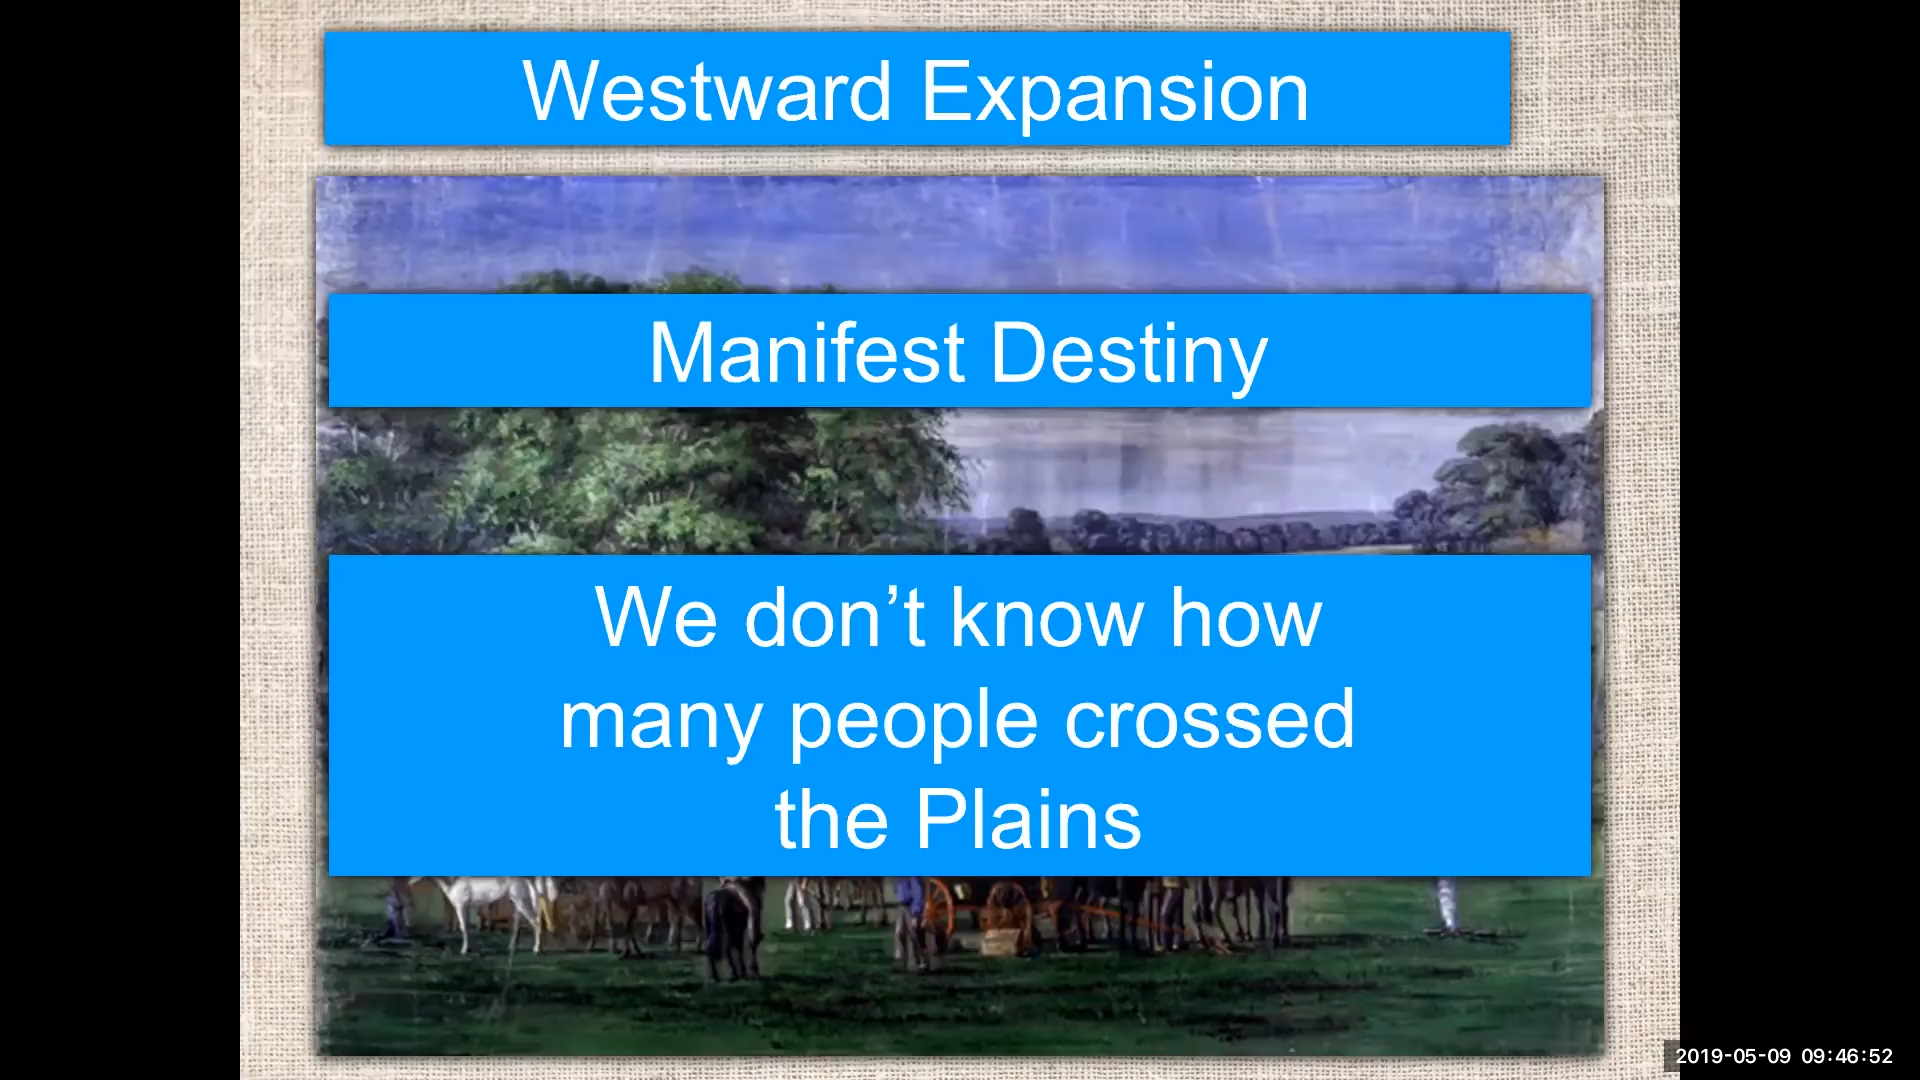 Westward Expansion
Manifest Destiny
We don’t know how
many people crossed
the Plains
2019-05-09 09:46:52